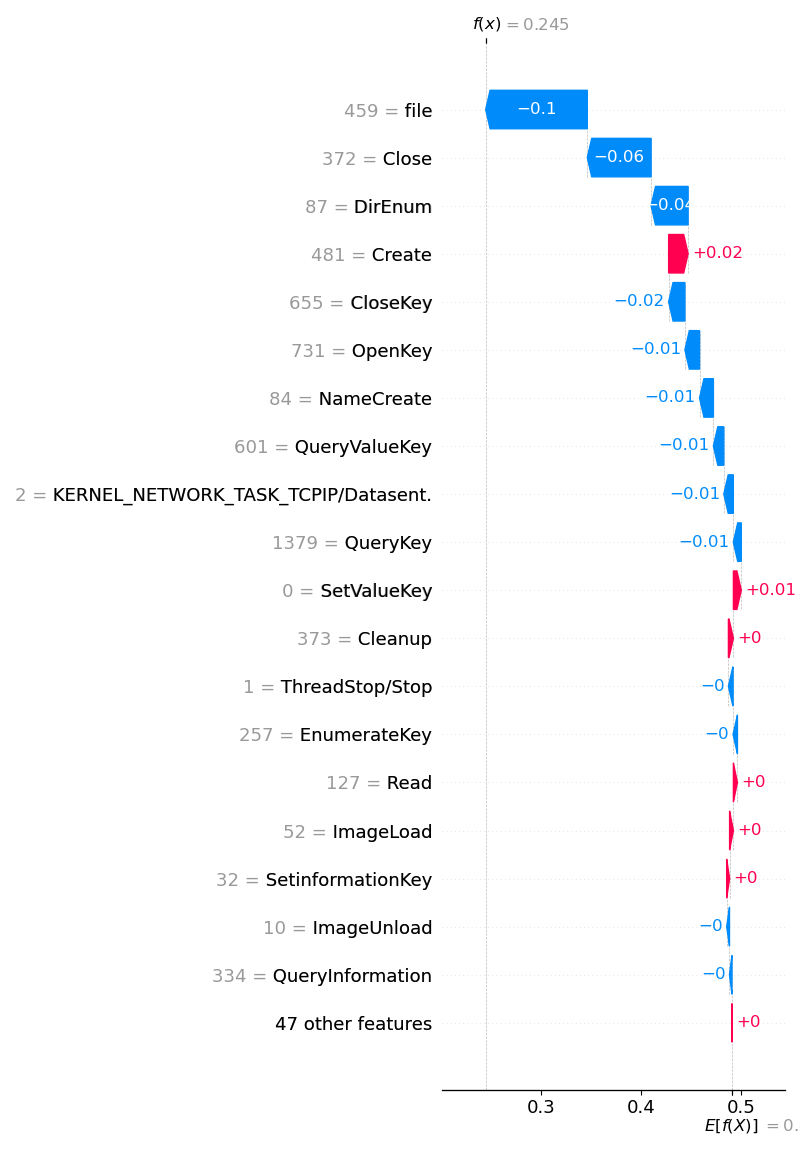 f(x) = 0.245
459 = file −0.1
372 = Close −0.06
87 = DirEnum −0.04
481 = Create +0.02
655 = CloseKey −0.02
731 = OpenKey −0.01
84 = NameCreate −0.01
601 = QueryValueKey −0.01
2 = KERNEL_NETWORK_TASK_TCPIP/Datasent. −0.01
1379 = QueryKey −0.01
0 = SetValueKey +0.01
373 = Cleanup +0
1 = ThreadStop/Stop −0
257 = EnumerateKey −0
127 = Read +0
52 = ImageLoad +0
32 = SetinformationKey +0
10 = ImageUnload −0
334 = QueryInformation −0
47 other features +0
0.3 0.4 0.5
E[f(X)] = 0.